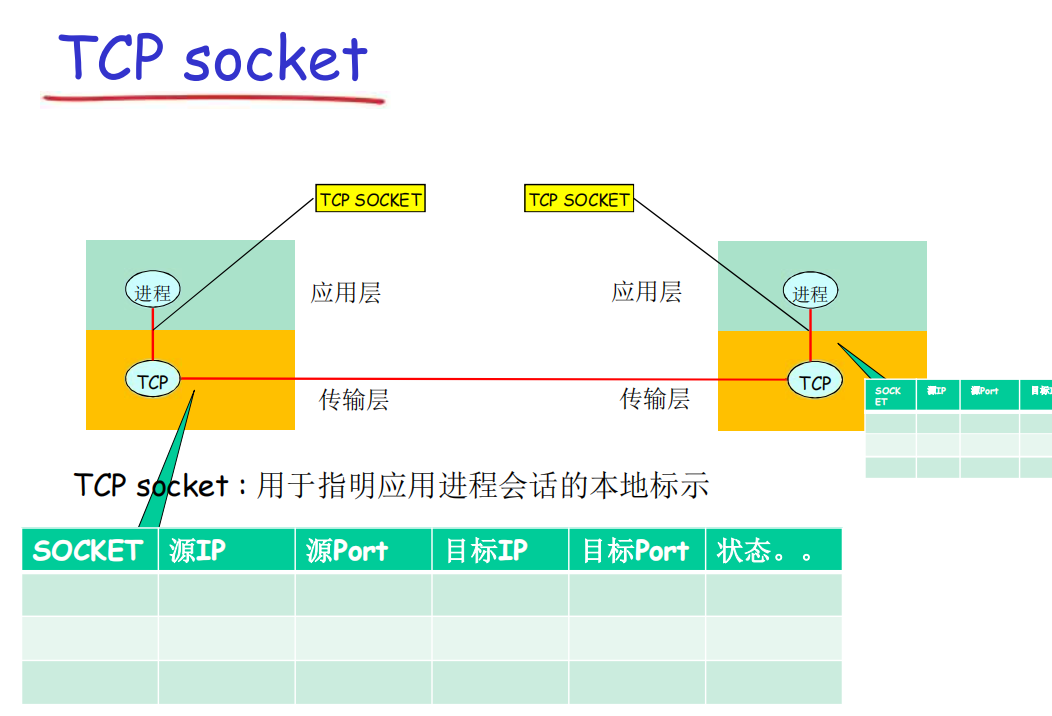 TCP socket
TCP SOCKET
TCP SOCKET
进程
应用层
应用层
进程
TCP
传输层
传输层
TCP
SOCK
ET
源IP
源Port
目标I
TCP socket : 用于指明应用进程会话的本地标示
SOCKET 源IP 源Port 目标IP 目标Port 状态。。